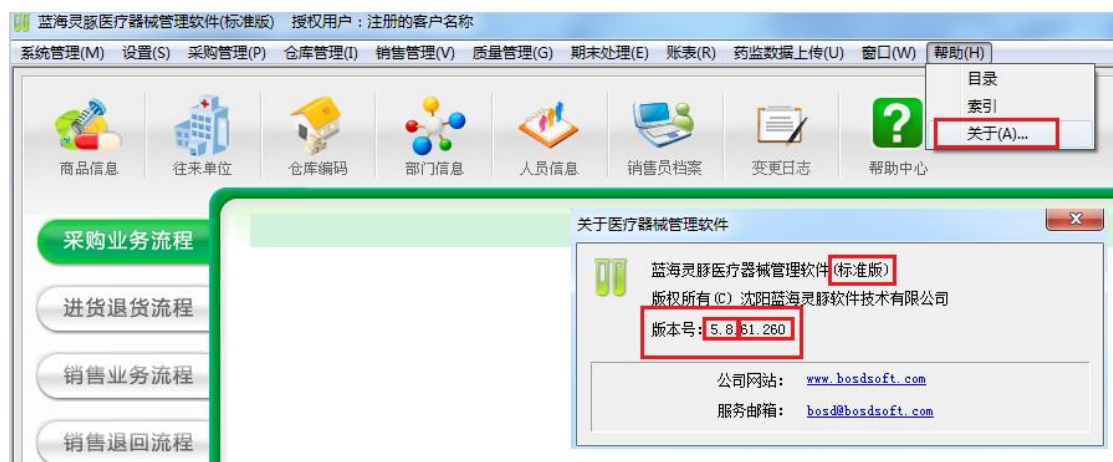 蓝海灵豚医疗器械管理软件(标准版) 授权用户：注册的客户名称
系统管理(M) 设置(S) 采购管理(P) 仓库管理(I) 销售管理(V) 质量管理(G) 期末处理(E) 账表(R) 药监数据上传(U) 窗口(W) 帮助(H)
目录
索引
关于(A)...
商品信息 往来单位 仓库编码 部门信息 人员信息 销售员档案 变更日志 帮助中心
采购业务流程
进货退货流程
销售业务流程
销售退回流程
关于医疗器械管理软件
蓝海灵豚医疗器械管理软件(标准版)
版权所有(C) 沈阳蓝海灵豚软件技术有限公司
版本号: 5.8.61.260
公司网站: www.bosdsoft.com
服务邮箱: bosd@bosdsoft.com